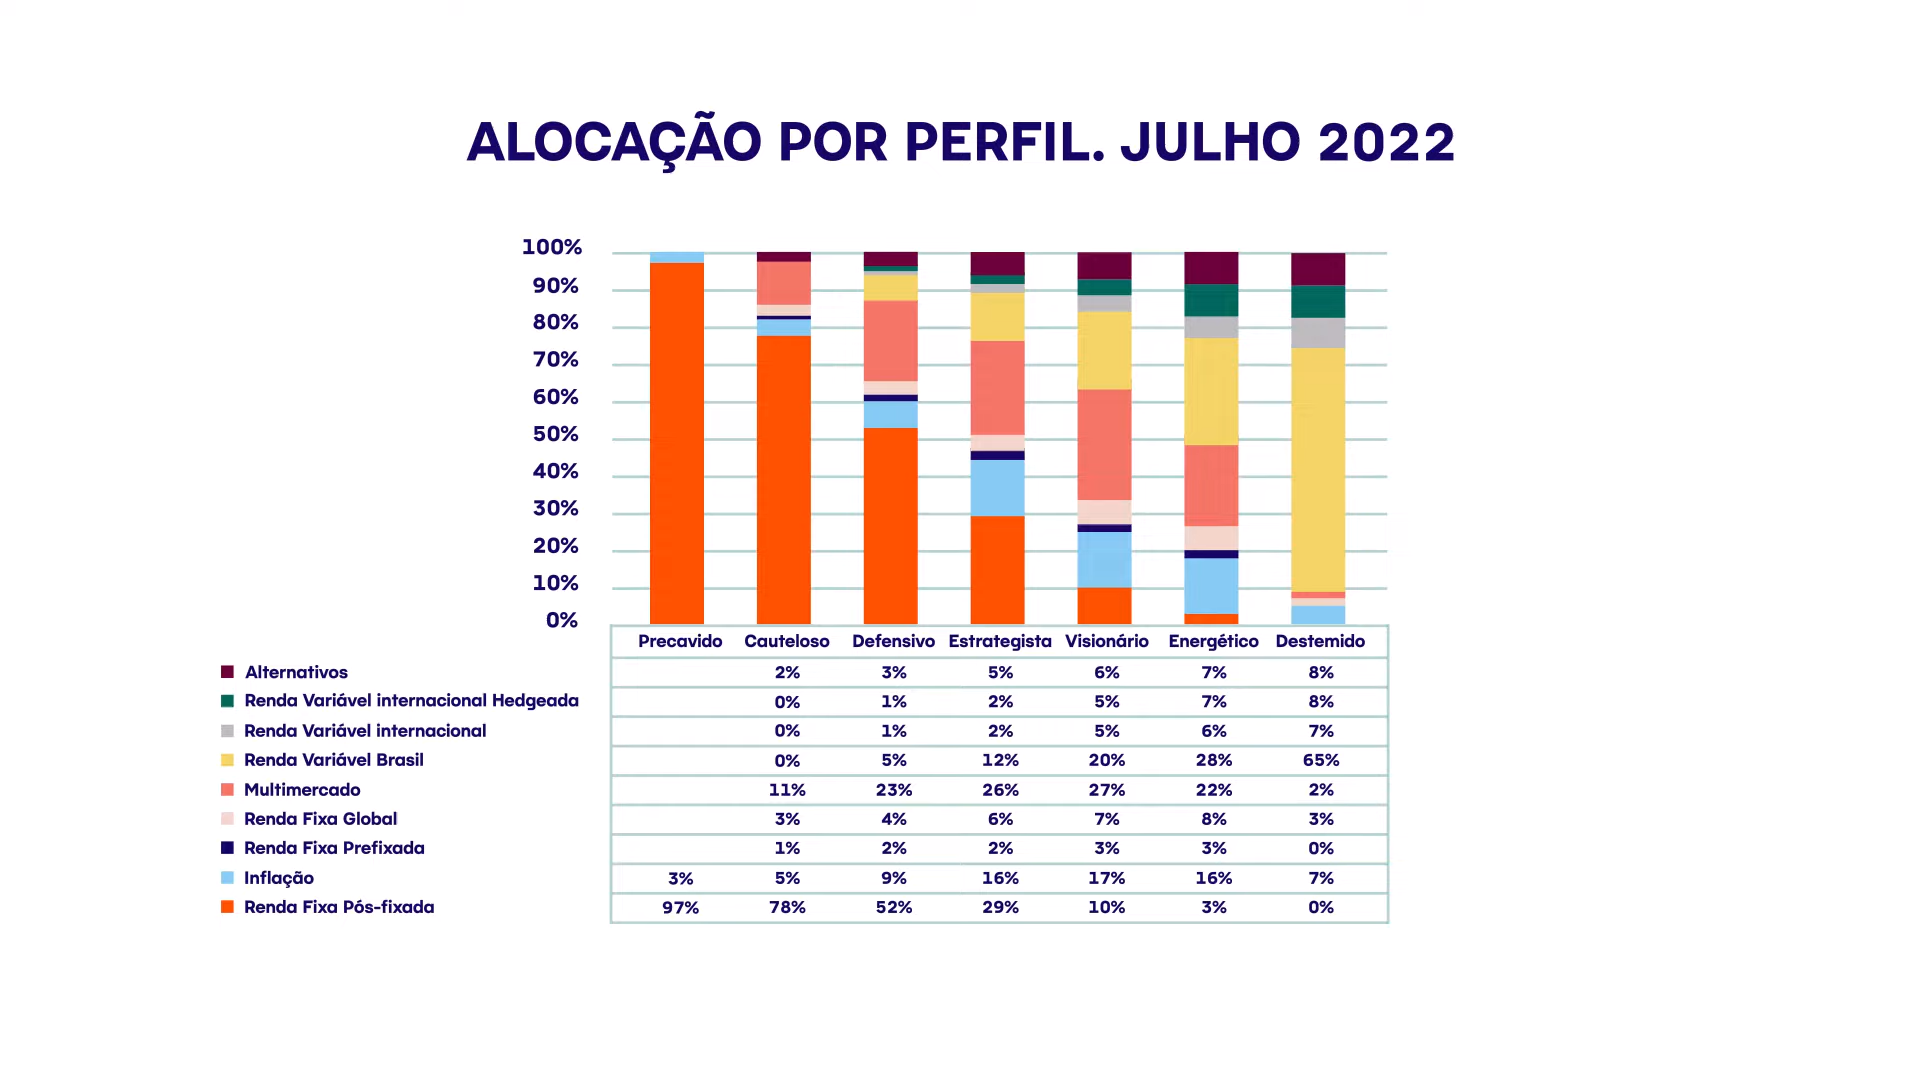 ALOCAÇÃO POR PERFIL. JULHO 2022
100%
90%
80%
70%
60%
50%
40%
30%
20%
10%
0%
Precavido Cauteloso Defensivo Estrategista Visionário Energético Destemido
Alternativos 2% 3% 5% 6% 7% 8%
Renda Variável internacional Hedgeada 0% 1% 2% 5% 7% 8%
Renda Variável internacional 0% 1% 2% 5% 6% 7%
Renda Variável Brasil 0% 5% 12% 20% 28% 65%
Multimercado 11% 23% 26% 27% 22% 2%
Renda Fixa Global 3% 4% 6% 7% 8% 3%
Renda Fixa Prefixada 1% 2% 2% 3% 3% 0%
Inflação 3% 5% 9% 16% 17% 16% 7%
Renda Fixa Pós-fixada 97% 78% 52% 29% 10% 3% 0%